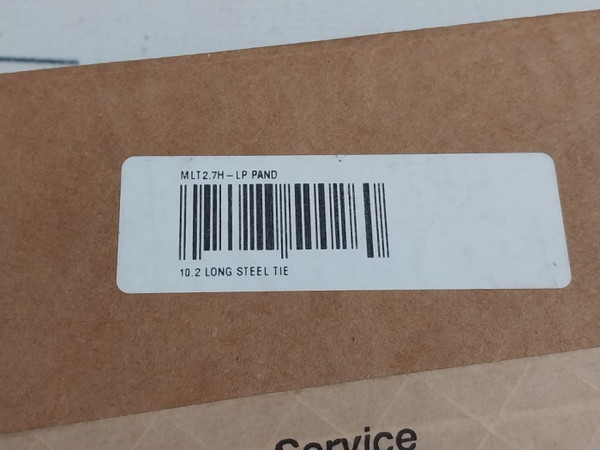 MLT2.7H-LP PAND
10.2 LONG STEEL TIE
Service